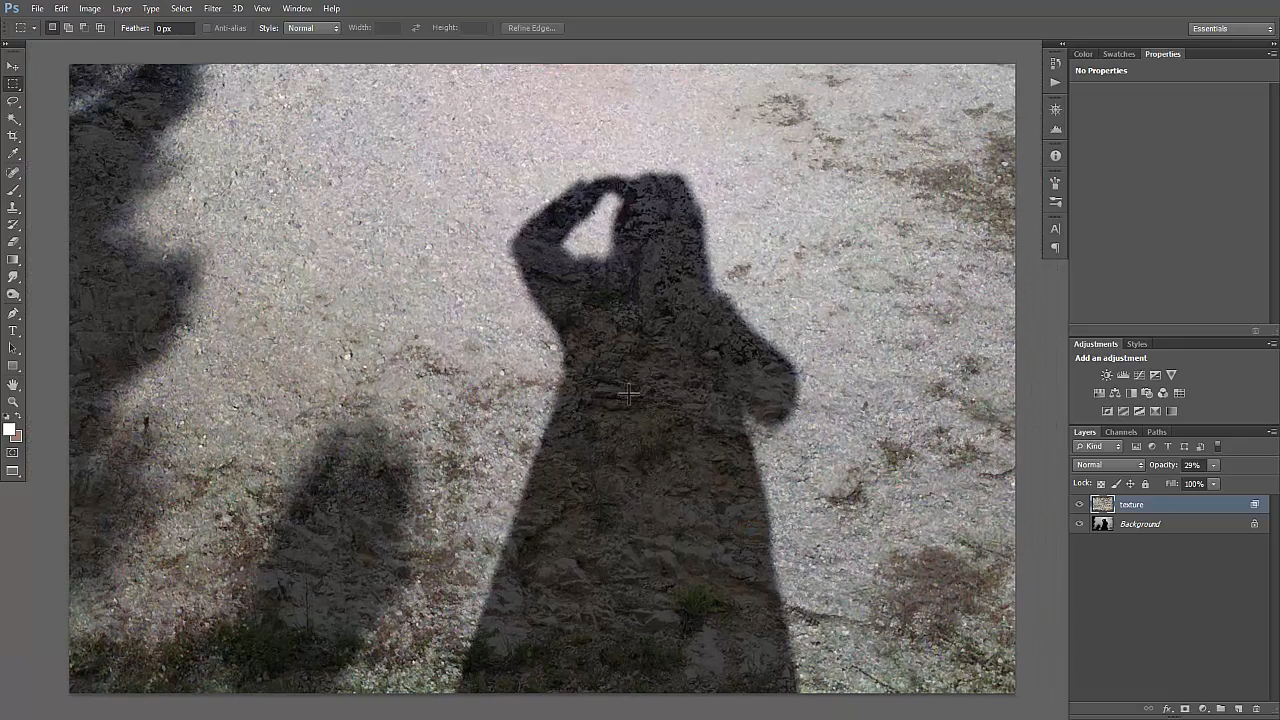 Ps File Edit Image Layer Type Select Filter 3D View Window Help
Feather: 0 px Anti-alias Style: Normal Width: Height: Refine Edge... Essentials
Color Swatches Properties
No Properties
Adjustments Styles
Add an adjustment
Layers Channels Paths
Kind
Normal Opacity: 29%
Lock: Fill: 100%
texture
Background